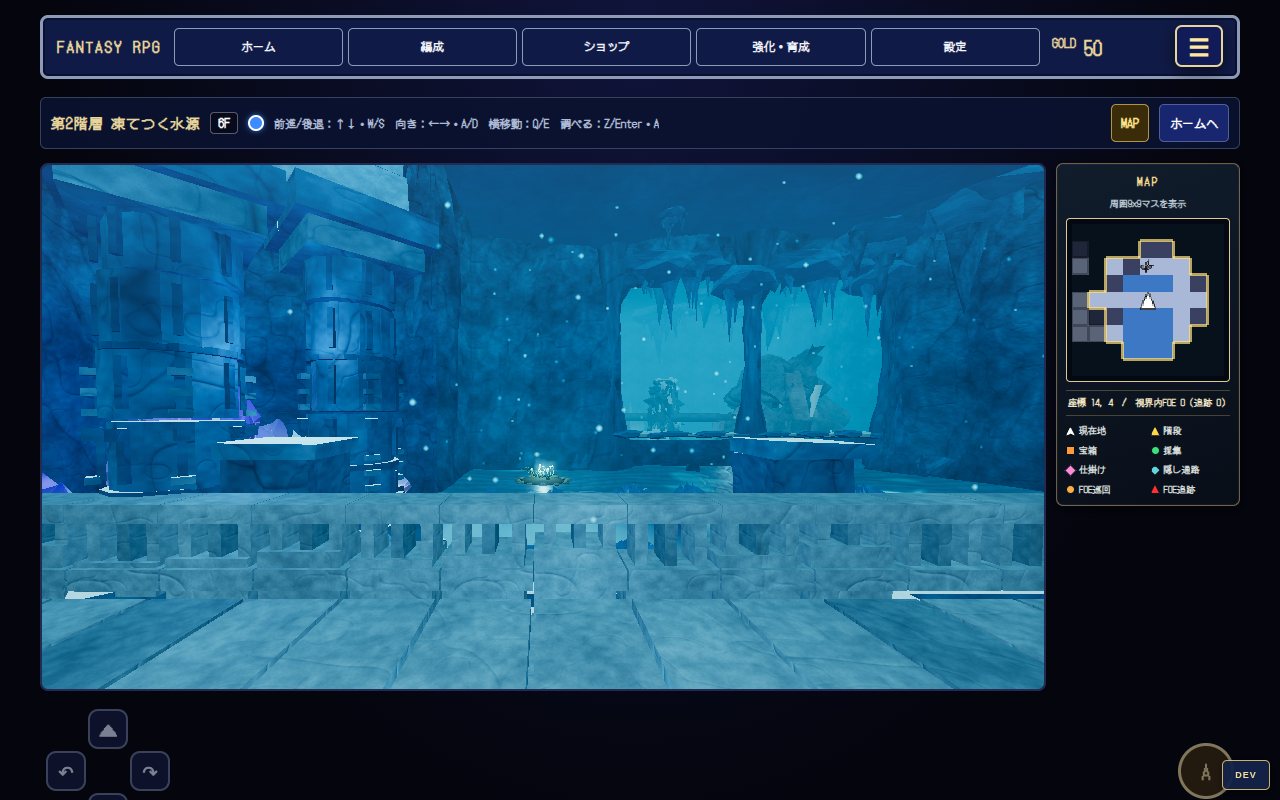 FANTASY RPG
ホーム
編成
ショップ
強化・育成
設定
GOLD 50
第2階層 凍てつく水源
6F
前進/後退:↑↓・W/S 向き:←→・A/D 横移動:Q/E 調べる:Z/Enter・A
MAP
ホームへ
MAP
周囲9x9マスを表示
座標 14, 4 / 視界内FOE 0 (追跡 0)
現在地
階段
宝箱
採集
仕掛け
隠し通路
FOE巡回
FOE追跡
A
DEV